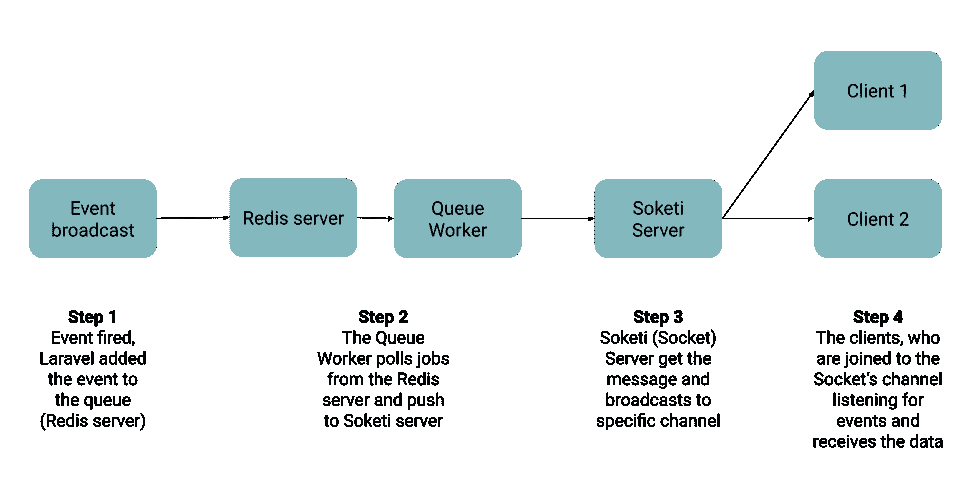 Client 1
Event
broadcast
Redis server
Queue
Worker
Soketi
Server
Client 2
Step 1
Event fired,
Laravel added
the event to
the queue
(Redis server)
Step 2
The Queue
Worker polls jobs
from the Redis
server and push
to Soketi server
Step 3
Soketi (Socket)
Server get the
message and
broadcasts to
specific channel
Step 4
The clients, who
are joined to the
Socket's channel
listening for
events and
receives the data